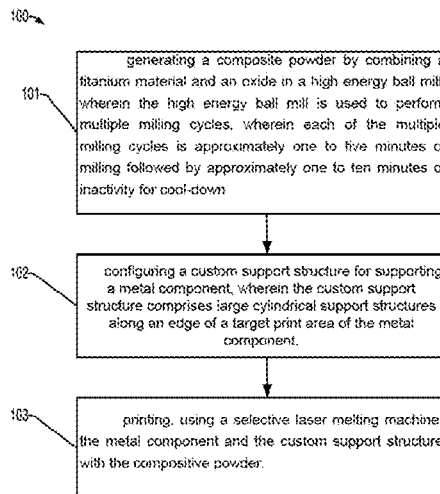 100
generating a composite powder by combining a
titanium material and an oxide in a high energy ball mill
101
wherein the high energy ball mill is used to perform
multiple milling cycles, wherein each of the multiple
milling cycles is approximately one to five minutes o
milling followed by approximately one to ten minutes o
inactivity for cool-down
102
configuring a custom support structure for supporting
a metal component, wherein the custom support
structure comprises large cylindrical support structures
along an edge of a target print area of the metal
component.
103
printing, using a selective laser melting machine
the metal component and the custom support structure
with the compositive powder.